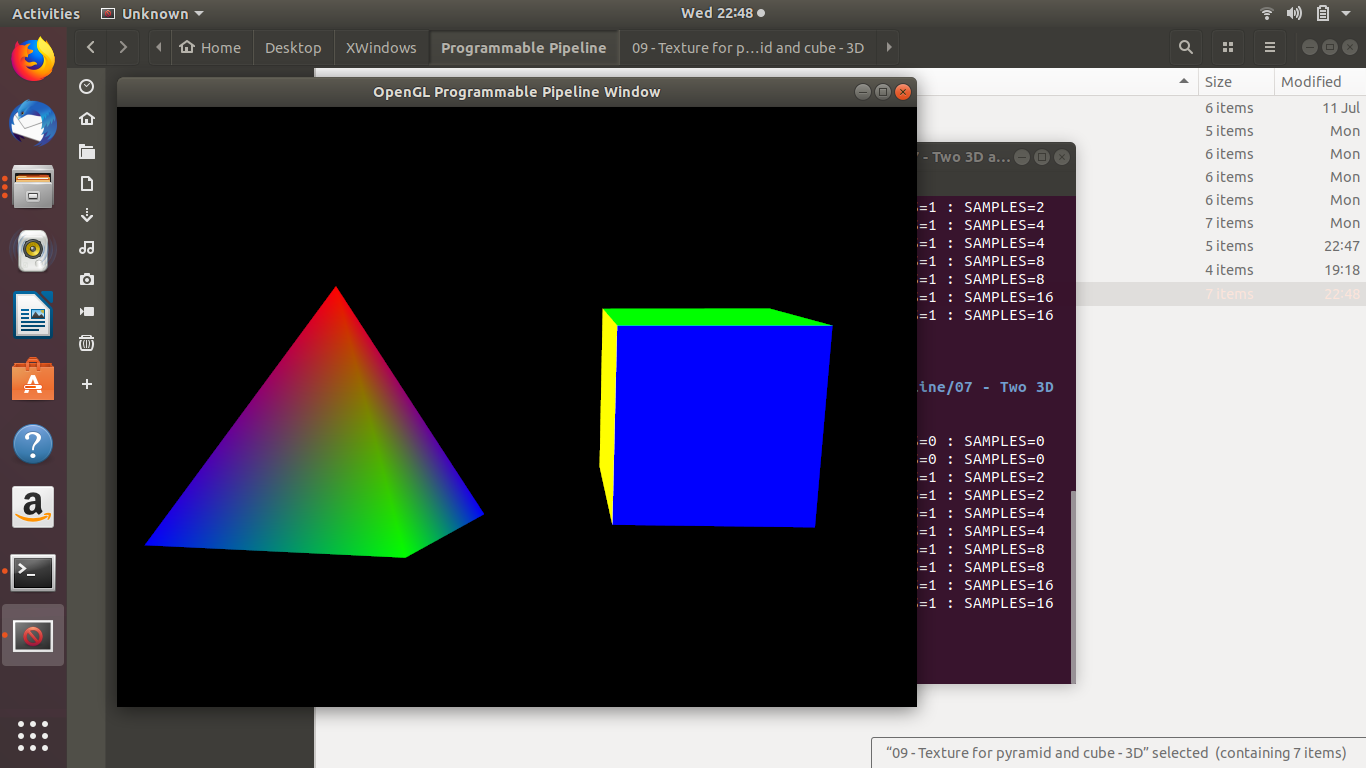 Activities Unknown Wed 22:48
Home Desktop XWindows Programmable Pipeline 09 - Texture for p…id and cube - 3D
Size Modified
OpenGL Programmable Pipeline Window
6 items 11 Jul
5 items Mon
6 items Mon
6 items Mon
6 items Mon
7 items Mon
5 items 22:47
4 items 19:18
7 items 22:48
- Two 3D a…
=1 : SAMPLES=2
=1 : SAMPLES=4
=1 : SAMPLES=4
=1 : SAMPLES=8
=1 : SAMPLES=8
=1 : SAMPLES=16
=1 : SAMPLES=16
ine/07 - Two 3D
=0 : SAMPLES=0
=0 : SAMPLES=0
=1 : SAMPLES=2
=1 : SAMPLES=2
=1 : SAMPLES=4
=1 : SAMPLES=4
=1 : SAMPLES=8
=1 : SAMPLES=8
=1 : SAMPLES=16
=1 : SAMPLES=16
“09 - Texture for pyramid and cube - 3D” selected (containing 7 items)